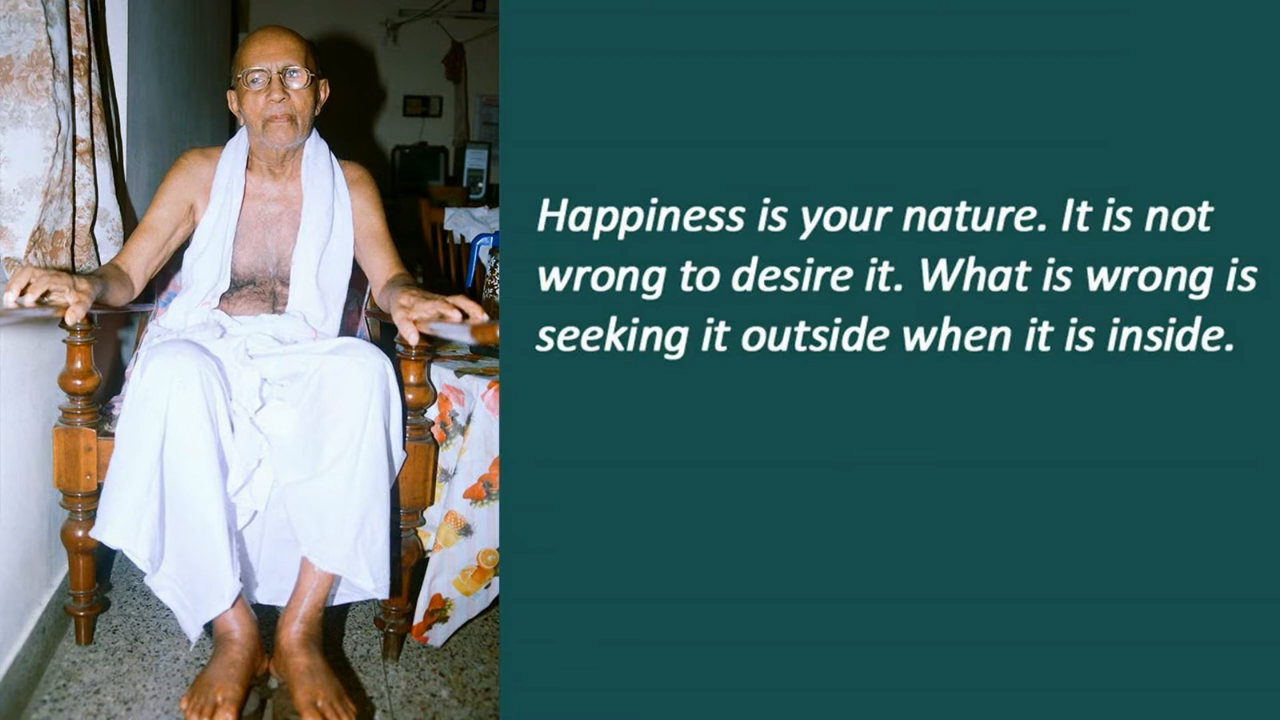 Happiness is your nature. It is not
wrong to desire it. What is wrong is
seeking it outside when it is inside.